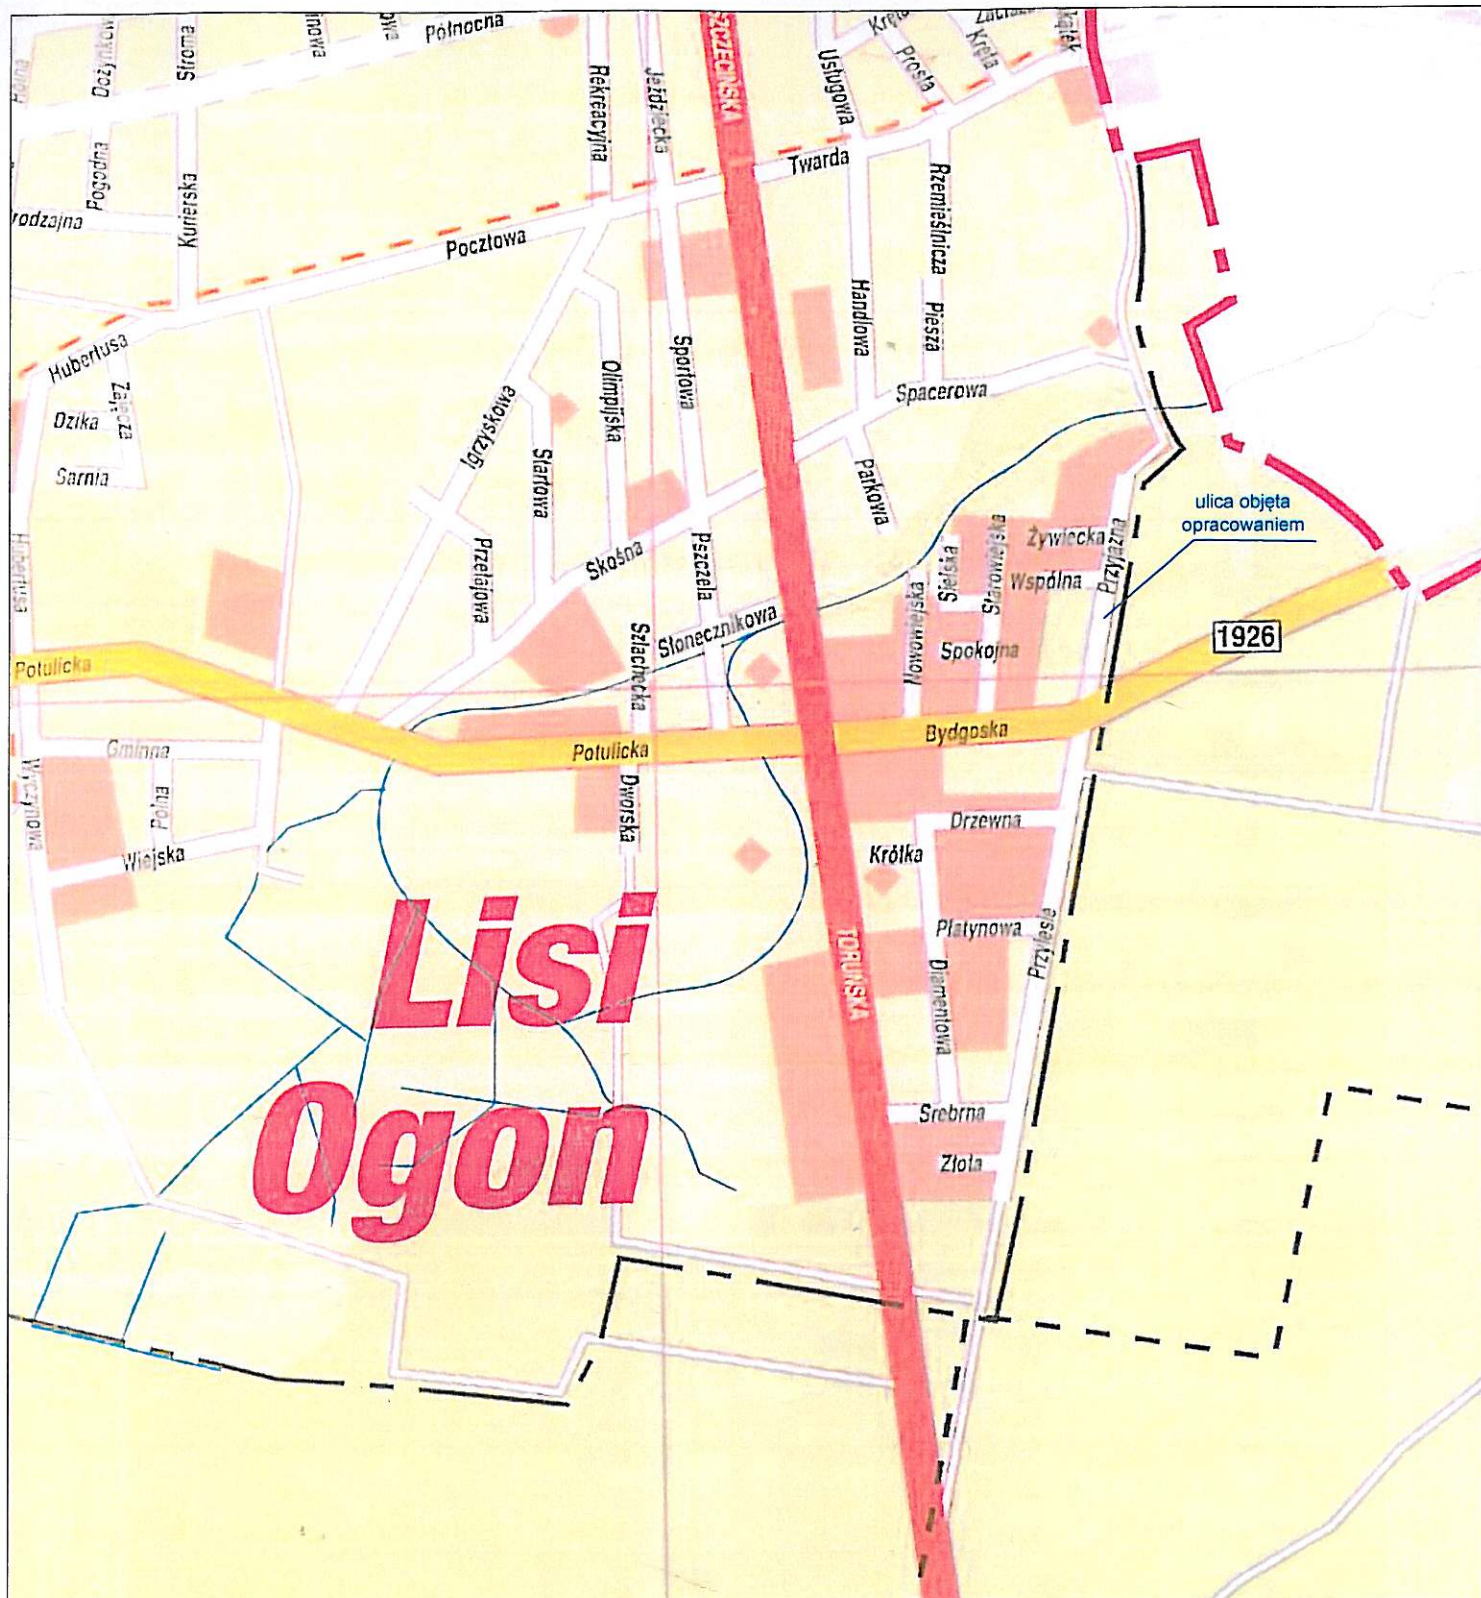 Północna
Stroma
SZCZECIŃSKA
Jeździecka
Rekreacyjna
Usługowa
Prosta
Kręta
Twarda
Pogodna
Kurierska
Rzemieślnicza
Pocztowa
Handlowa
Piesza
Hubertusa
Zajęcza
Dzika
Sarnia
Olimpijska
Sportowa
Spacerowa
Igrzyskowa
Startowa
Parkowa
ulica objęta
opracowaniem
Przełajowa
Skośna
Pszczela
Żywiecka
Przyjazna
Sielska
Starowiejska
Wspólna
Hubertusa
Nowowiejska
Słonecznikowa
Szlachecka
Spokojna
1926
Potulicka
Bydgoska
Gminna
Potulicka
Wyczynowa
Polna
Dworska
Drzewna
Wiejska
Królka
Lisi
Ogon
Platynowa
Przylesie
TORUŃSKA
Diamentowa
Srebrna
Złota